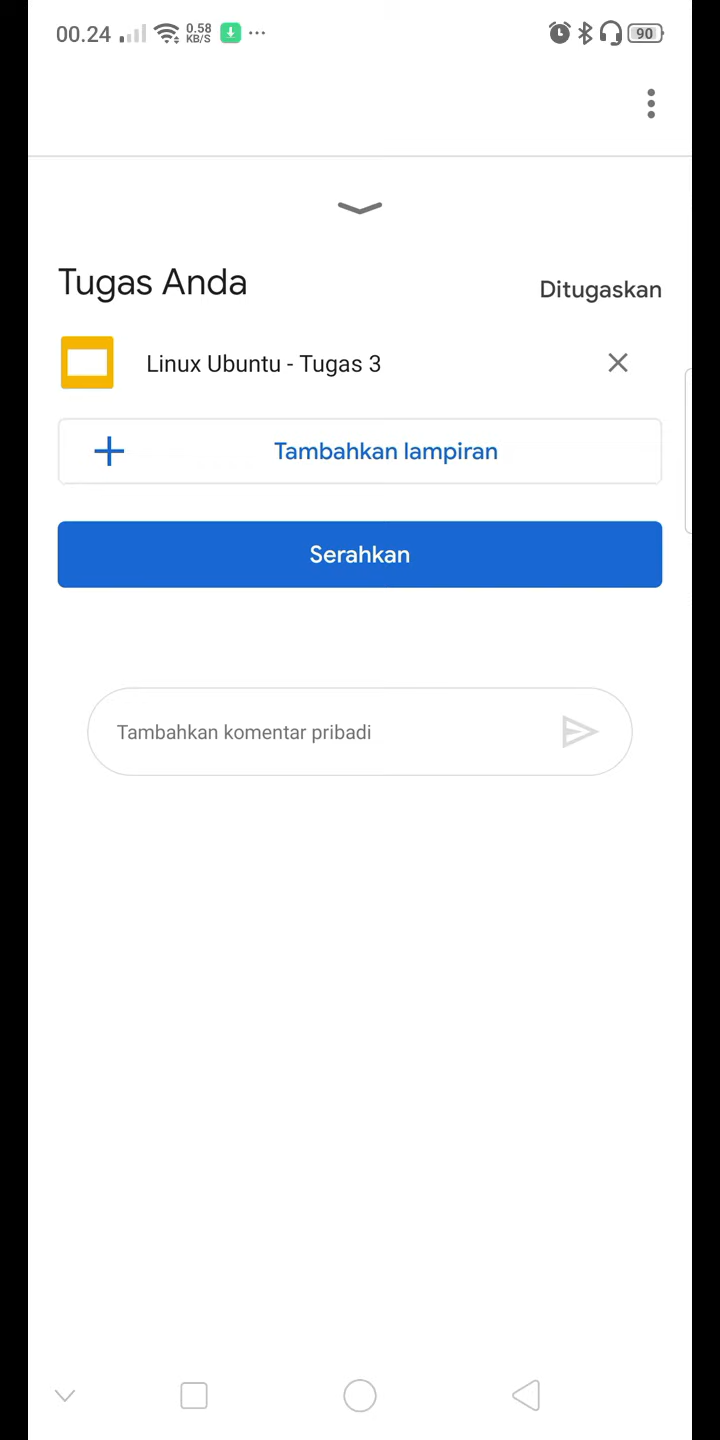 00.24 0.58 KB/S 90
Tugas Anda
Ditugaskan
Linux Ubuntu - Tugas 3
Tambahkan lampiran
Serahkan
Tambahkan komentar pribadi